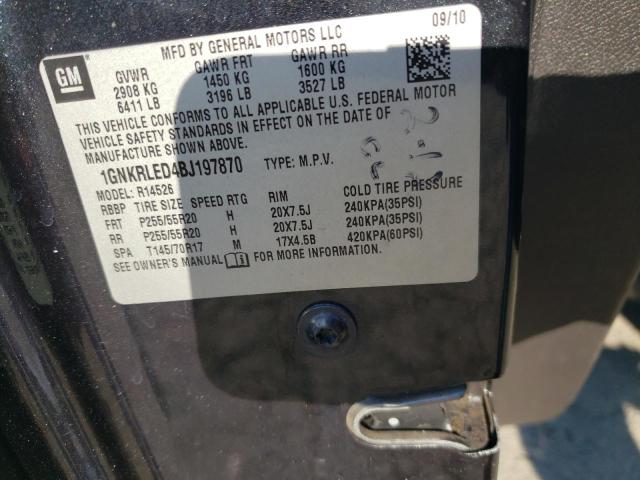 GM
MFD BY GENERAL MOTORS LLC
09/10
GVWR GAWR FRT GAWR RR
2908 KG 1450 KG 1600 KG
6411 LB 3196 LB 3527 LB
THIS VEHICLE CONFORMS TO ALL APPLICABLE U.S. FEDERAL MOTOR
VEHICLE SAFETY STANDARDS IN EFFECT ON THE DATE OF
MANUFACTURE SHOWN ABOVE.
1GNKRLED4BJ197870 TYPE: M.P.V.
R14526
RBBP TIRE SIZE SPEED RTG RIM COLD TIRE PRESSURE
FRT P255/55R20 H 20X7.5J 240KPA(35PSI)
RR P255/55R20 H 20X7.5J 240KPA(35PSI)
SPA T145/70R17 M 17X4.5B 420KPA(60PSI)
SEE OWNER'S MANUAL FOR MORE INFORMATION.